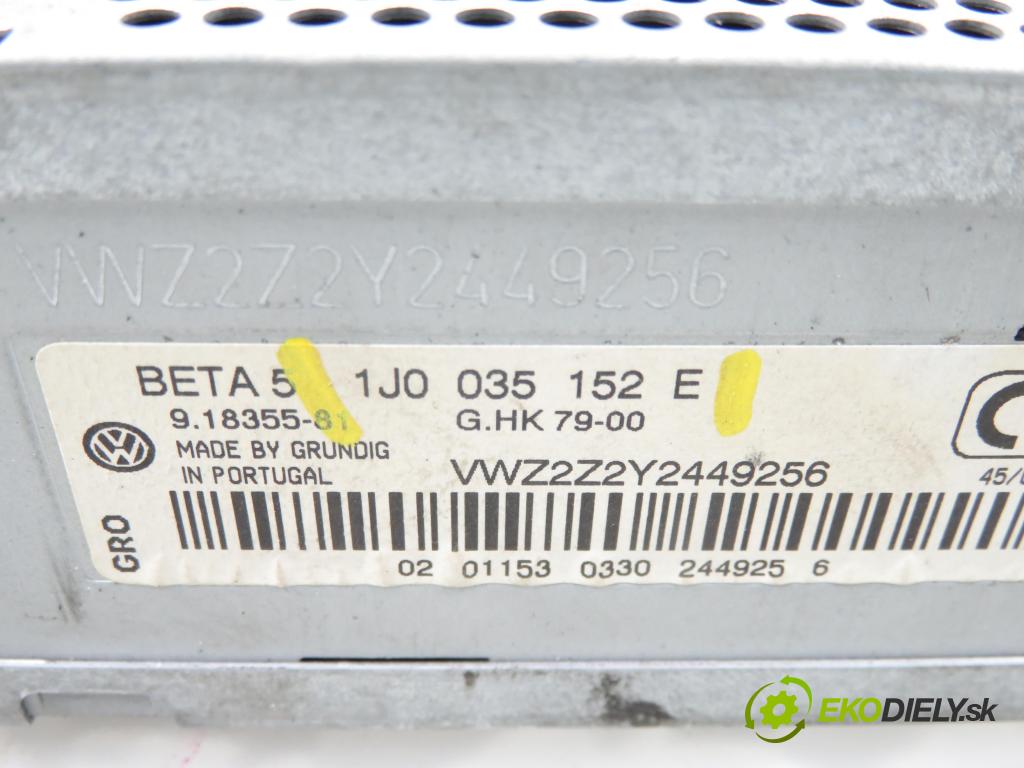 VWZ2Z2Y2449256
BETA 5 1J0 035 152 E
9.18355-81 G.HK 79-00
MADE BY GRUNDIG
IN PORTUGAL
VWZ2Z2Y2449256
45/
GRO
02 01153 0330 244925 6
EKODIELY.sk